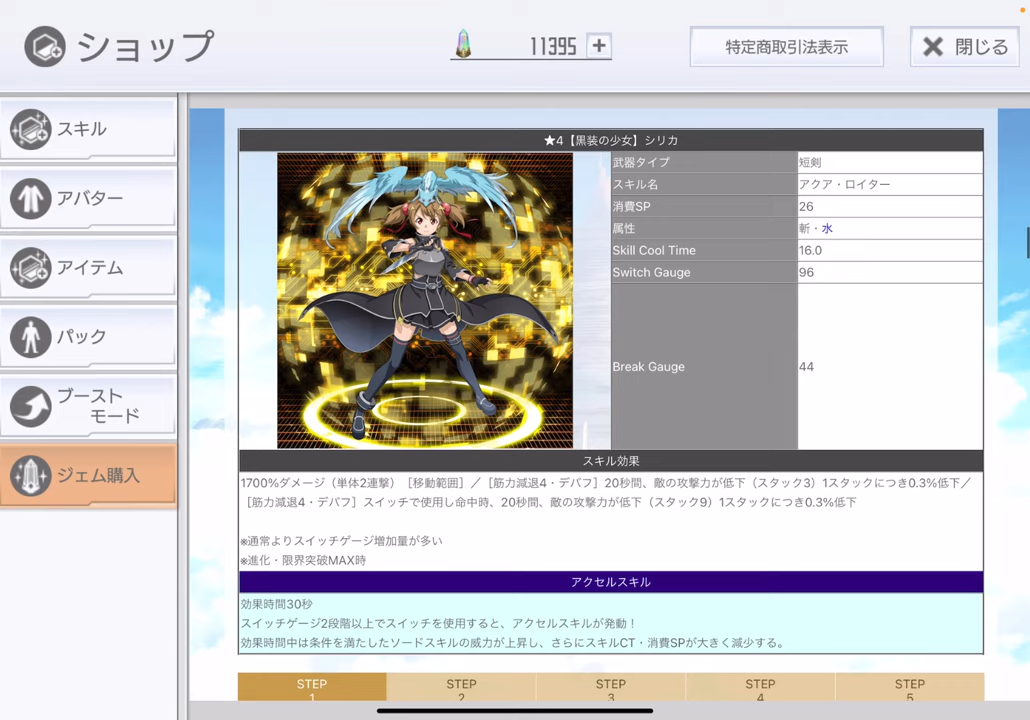 ショップ
11395
特定商取引法表示
閉じる
スキル
アバター
アイテム
パック
ブースト
モード
ジェム購入
★4【黒装の少女】シリカ
武器タイプ 短剣
スキル名 アクア・ロイター
消費SP 26
属性 斬・水
Skill Cool Time 16.0
Switch Gauge 96
Break Gauge 44
スキル効果
1700%ダメージ（単体2連撃）［移動範囲］／［筋力減退4・デバフ］20秒間、敵の攻撃力が低下（スタック3）1スタックにつき0.3%低下／
［筋力減退4・デバフ］スイッチで使用し命中時、20秒間、敵の攻撃力が低下（スタック9）1スタックにつき0.3%低下
※通常よりスイッチゲージ増加量が多い
※進化・限界突破MAX時
アクセルスキル
効果時間30秒
スイッチゲージ2段階以上でスイッチを使用すると、アクセルスキルが発動！
効果時間中は条件を満たしたソードスキルの威力が上昇し、さらにスキルCT・消費SPが大きく減少する。
STEP STEP STEP STEP STEP
1 2 3 4 5